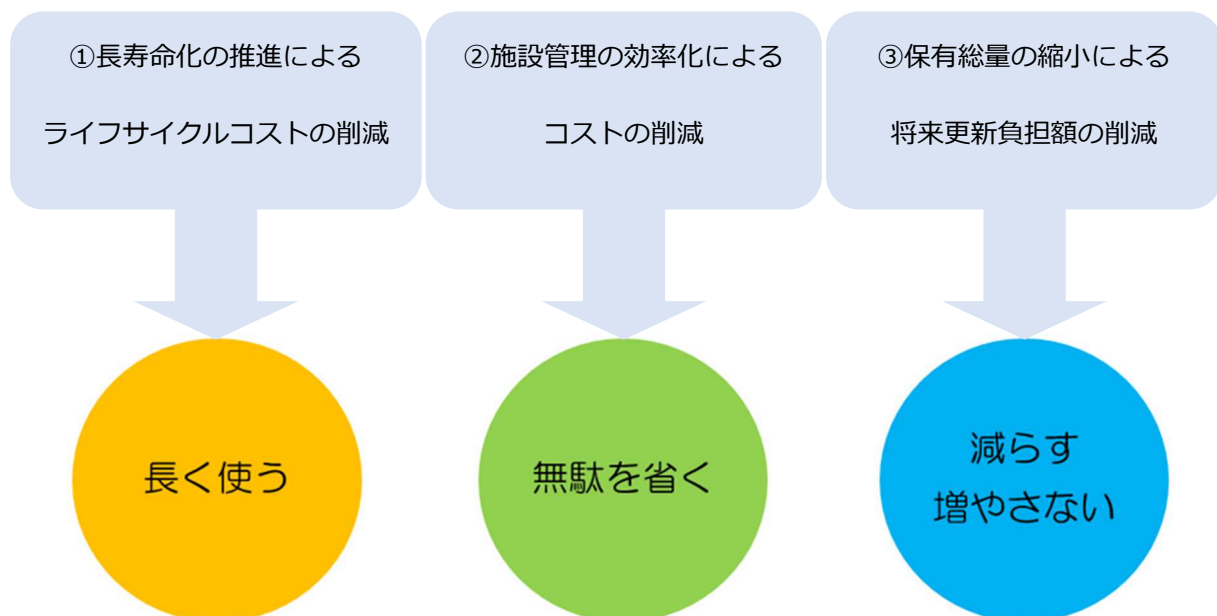 ①長寿命化の推進による
ライフサイクルコストの削減
②施設管理の効率化による
コストの削減
③保有総量の縮小による
将来更新負担額の削減
長く使う
無駄を省く
減らす
増やさない